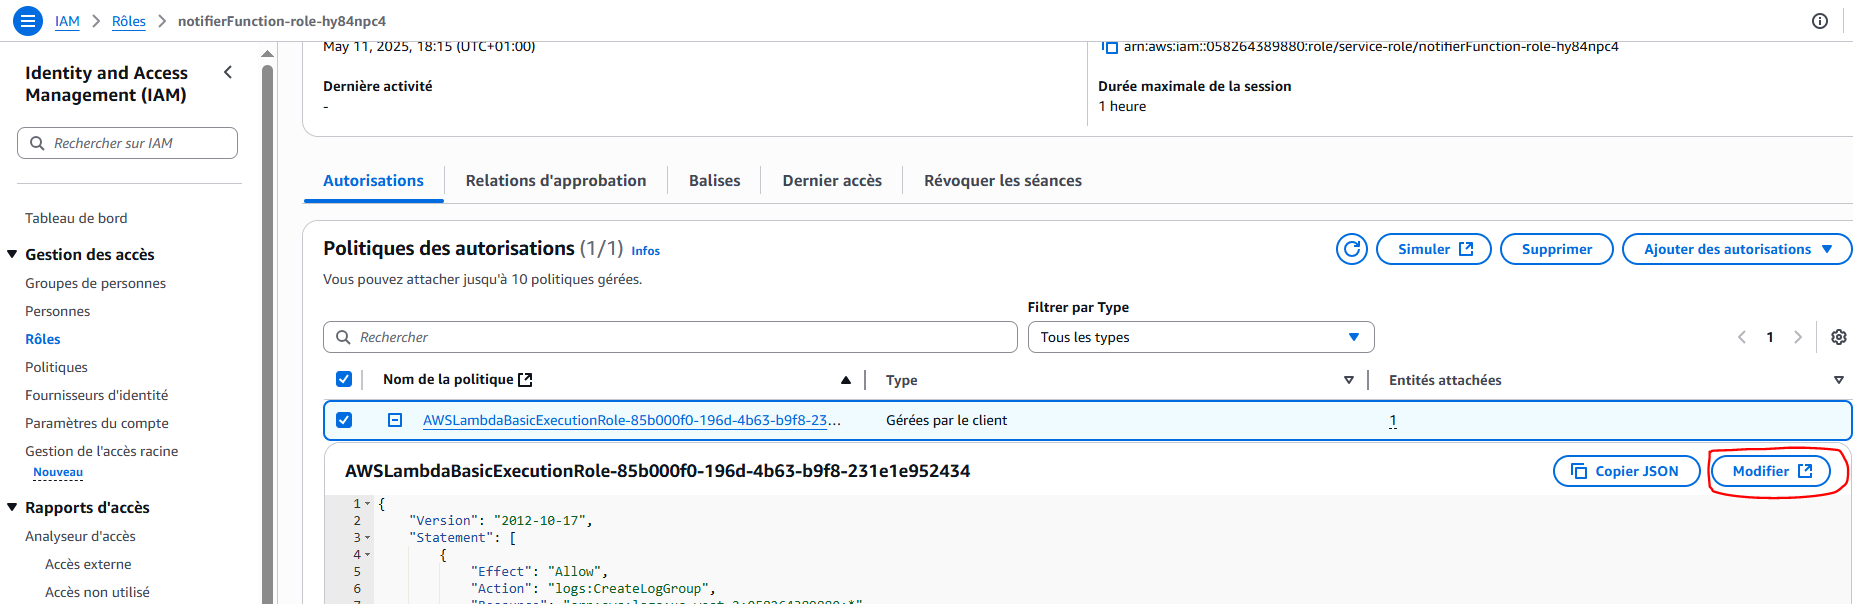 IAM > Rôles > notifierFunction-role-hy84npc4
Identity and Access
Management (IAM)
Rechercher sur IAM
Tableau de bord
Gestion des accès
Groupes de personnes
Personnes
Rôles
Politiques
Fournisseurs d'identité
Paramètres du compte
Gestion de l'accès racine
Nouveau
Rapports d'accès
Analyseur d'accès
Accès externe
Accès non utilisé
May 11, 2025, 18:15 (UTC+01:00)
arn:aws:iam::058264389880:role/service-role/notifierFunction-role-hy84npc4
Dernière activité
-
Durée maximale de la session
1 heure
Autorisations
Relations d'approbation
Balises
Dernier accès
Révoquer les séances
Politiques des autorisations (1/1) Infos
Simuler
Supprimer
Ajouter des autorisations
Vous pouvez attacher jusqu'à 10 politiques gérées.
Filtrer par Type
Rechercher
Tous les types
1
Nom de la politique
Type
Entités attachées
AWSLambdaBasicExecutionRole-85b000f0-196d-4b63-b9f8-23...
Gérées par le client
1
AWSLambdaBasicExecutionRole-85b000f0-196d-4b63-b9f8-231e1e952434
Copier JSON
Modifier
1 {
2 "Version": "2012-10-17",
3 "Statement": [
4 {
5 "Effect": "Allow",
6 "Action": "logs:CreateLogGroup",